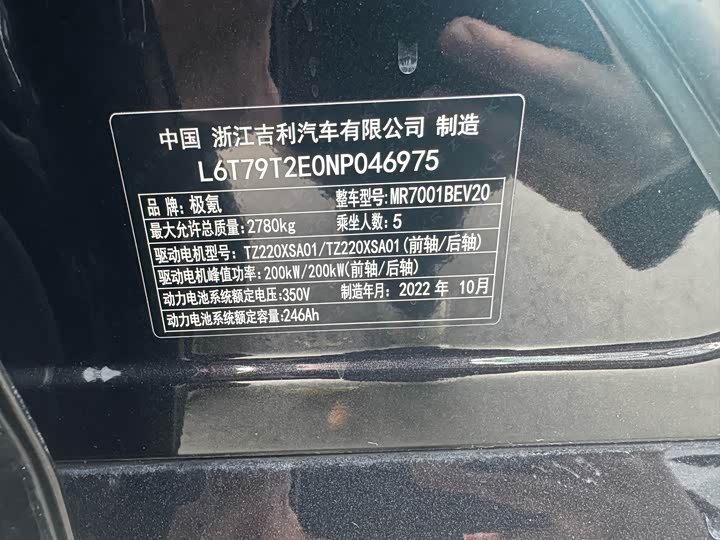 中国 浙江吉利汽车有限公司 制造
L6T79T2E0NP046975
品 牌:极氪 整车型号:MR7001BEV20
最大允许总质量:2780kg 乘坐人数:5
驱动电机型号:TZ220XSA01/TZ220XSA01(前轴/后轴)
驱动电机峰值功率:200kW/200kW(前轴/后轴)
动力电池系统额定电压:350V 制造年月:2022 年 10月
动力电池系统额定容量:246Ah